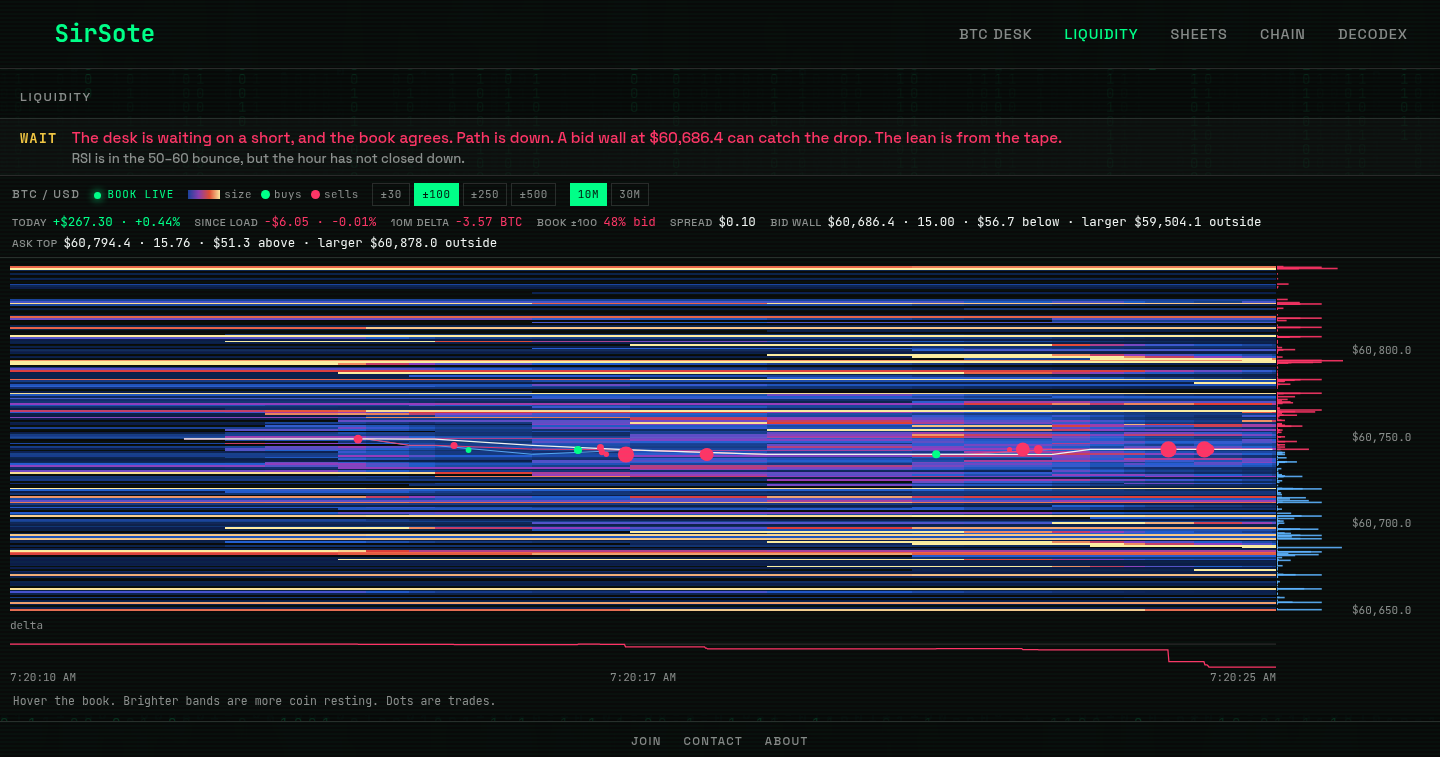 SirSote
BTC DESK LIQUIDITY SHEETS CHAIN DECODEX
LIQUIDITY
WAIT The desk is waiting on a short, and the book agrees. Path is down. A bid wall at $60,686.4 can catch the drop. The lean is from the tape.
RSI is in the 50–60 bounce, but the hour has not closed down.
BTC / USD BOOK LIVE size buys sells ±30 ±100 ±250 ±500 10M 30M
TODAY +$267.30 · +0.44% SINCE LOAD -$6.05 · -0.01% 10M DELTA -3.57 BTC BOOK ±100 48% bid SPREAD $0.10 BID WALL $60,686.4 · 15.00 · $56.7 below · larger $59,504.1 outside
ASK TOP $60,794.4 · 15.76 · $51.3 above · larger $60,878.0 outside
$60,800.0
$60,750.0
$60,700.0
$60,650.0
delta
7:20:10 AM 7:20:17 AM 7:20:25 AM
Hover the book. Brighter bands are more coin resting. Dots are trades.
JOIN CONTACT ABOUT